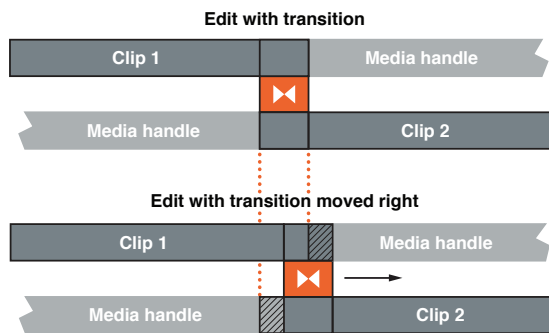 Edit with transition
Clip 1 Media handle
Media handle Clip 2
Edit with transition moved right
Clip 1 Media handle
Media handle Clip 2